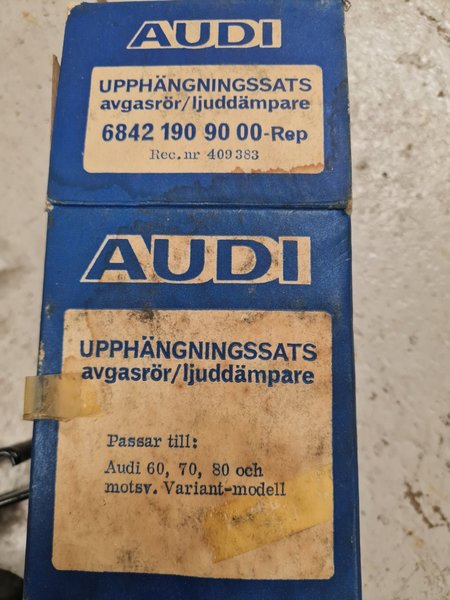 AUDI
UPPHÄNGNINGSSATS
avgasrör/ljuddämpare
6842 190 90 00-Rep
Rec.nr 409383
AUDI
UPPHÄNGNINGSSATS
avgasrör/ljuddämpare
Passar till:
Audi 60, 70, 80 och
motsv. Variant-modell